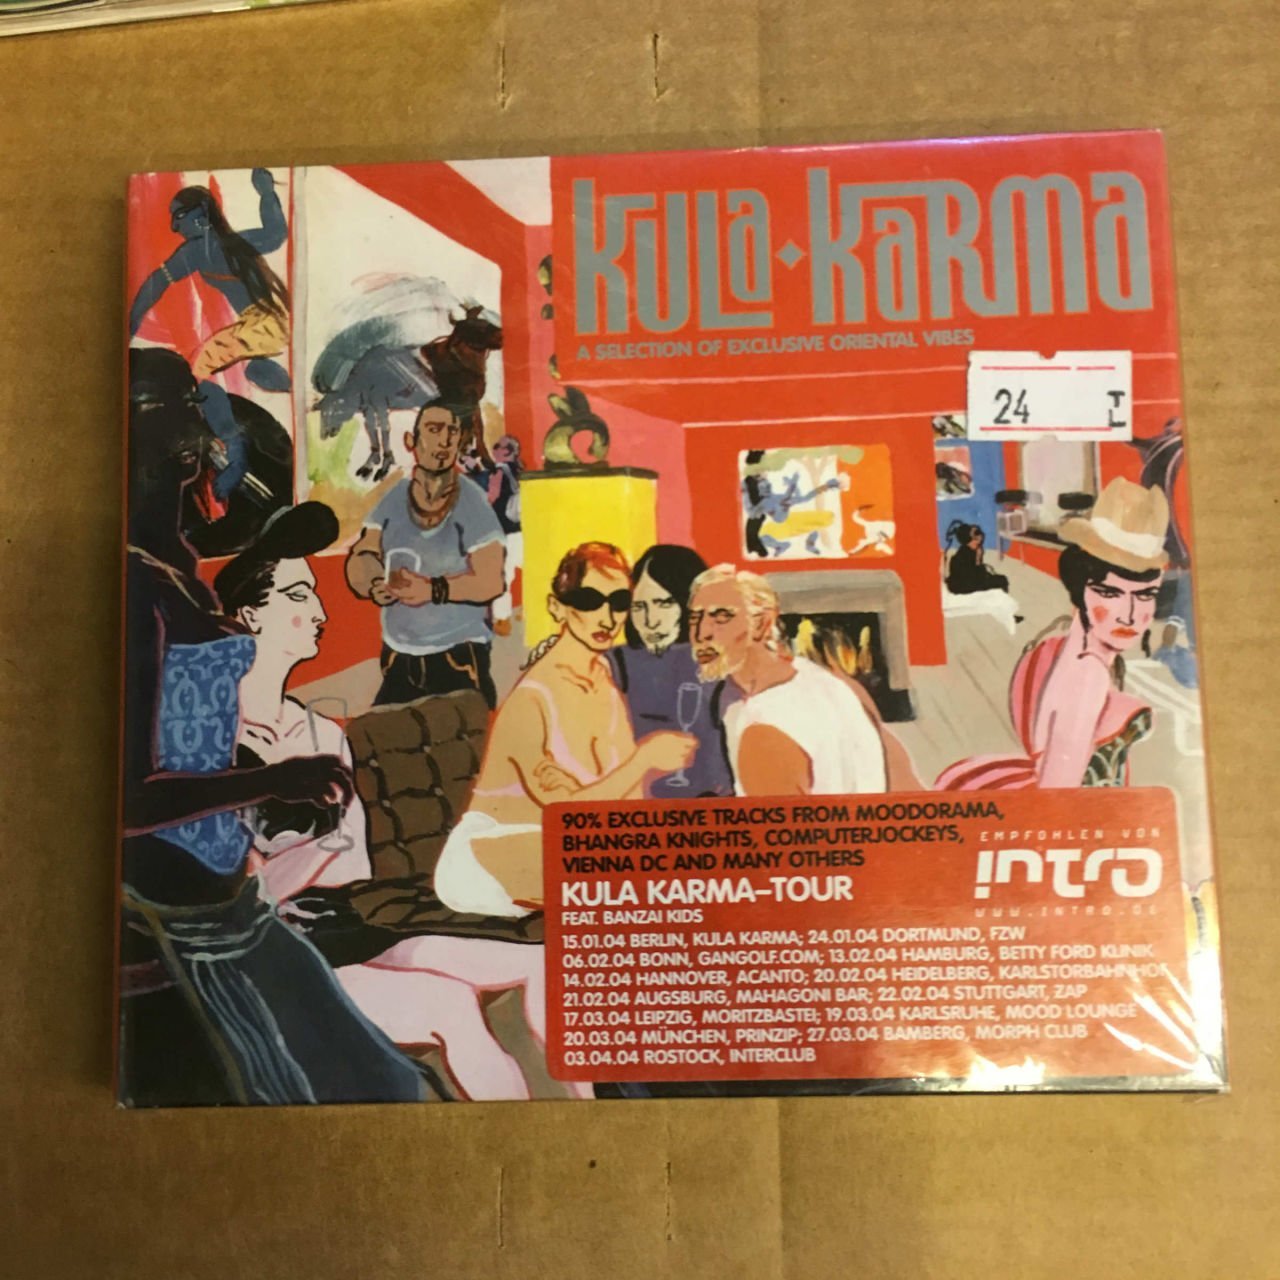 KULLA KARMA
A SELECTION OF EXCLUSIVE ORIENTAL VIBES
24 TL
90% EXCLUSIVE TRACKS FROM MOODORAMA,
BHANGRA KNIGHTS, COMPUTERJOCKEYS,
VIENNA DC AND MANY OTHERS
EMPFOHLEN VON
intro
WWW.INTRO.DE
KULA KARMA–TOUR
FEAT. BANZAI KIDS
15.01.04 BERLIN, KULA KARMA; 24.01.04 DORTMUND, FZW
06.02.04 BONN, GANGOLF.COM; 13.02.04 HAMBURG, BETTY FORD KLINIK
14.02.04 HANNOVER, ACANTO; 20.02.04 HEIDELBERG, KARLSTORBAHNHOF
21.02.04 AUGSBURG, MAHAGONI BAR; 22.02.04 STUTTGART, ZAP
17.03.04 LEIPZIG, MORITZBASTEI; 19.03.04 KARLSRUHE, MOOD LOUNGE
20.03.04 MÜNCHEN, PRINZIP; 27.03.04 BAMBERG, MORPH CLUB
03.04.04 ROSTOCK, INTERCLUB